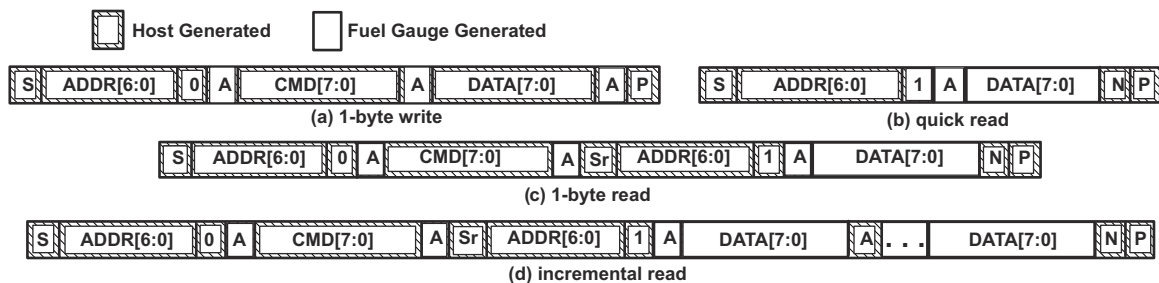 Host Generated Fuel Gauge Generated
S ADDR[6:0] 0 A CMD[7:0] A DATA[7:0] A P
(a) 1-byte write
S ADDR[6:0] 1 A DATA[7:0] N P
(b) quick read
S ADDR[6:0] 0 A CMD[7:0] A Sr ADDR[6:0] 1 A DATA[7:0] N P
(c) 1-byte read
S ADDR[6:0] 0 A CMD[7:0] A Sr ADDR[6:0] 1 A DATA[7:0] A . . . DATA[7:0] N P
(d) incremental read